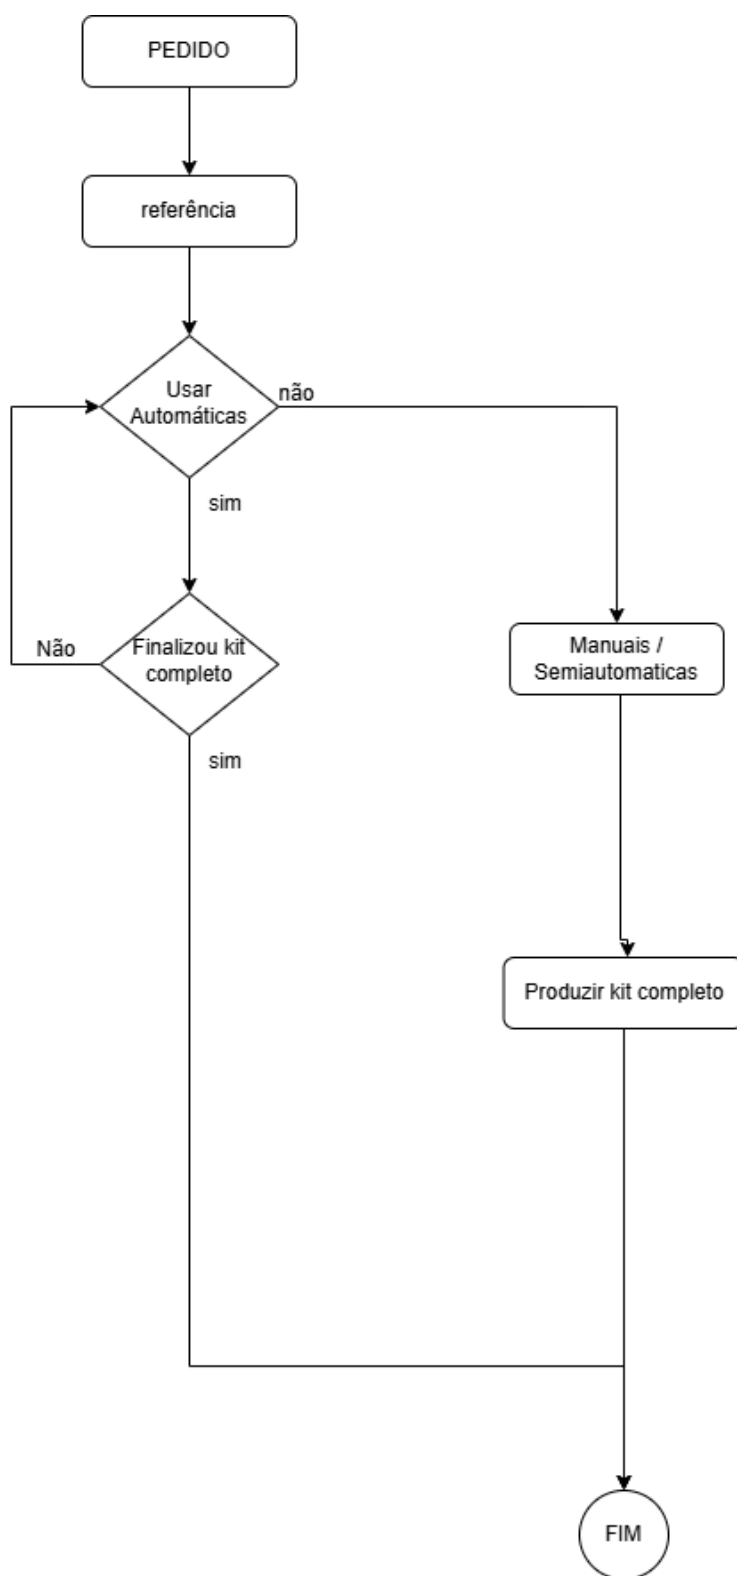 PEDIDO
referência
Usar
Automáticas
não
sim
Finalizou kit
completo
Não
sim
Manuais /
Semiautomaticas
Produzir kit completo
FIM